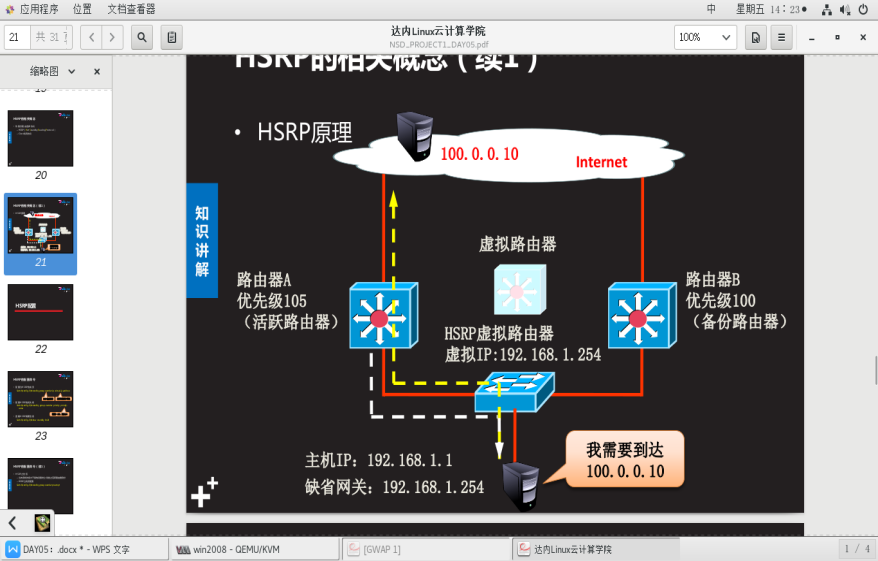 应用程序 位置 文档查看器
中 星期五 14：23
21 共 31 页
达内Linux云计算学院
NSD_PROJECT1_DAY05.pdf
100%
缩略图
20
21
22
23
HSRP的相关概念（续1）
• HSRP原理
100.0.0.10
Internet
知识讲解
虚拟路由器
路由器A
优先级105
（活跃路由器）
路由器B
优先级100
（备份路由器）
HSRP虚拟路由器
虚拟IP:192.168.1.254
我需要到达
100.0.0.10
主机IP：192.168.1.1
缺省网关：192.168.1.254
DAY05：.docx * - WPS 文字
win2008 - QEMU/KVM
[GWAP 1]
达内Linux云计算学院
1 / 4